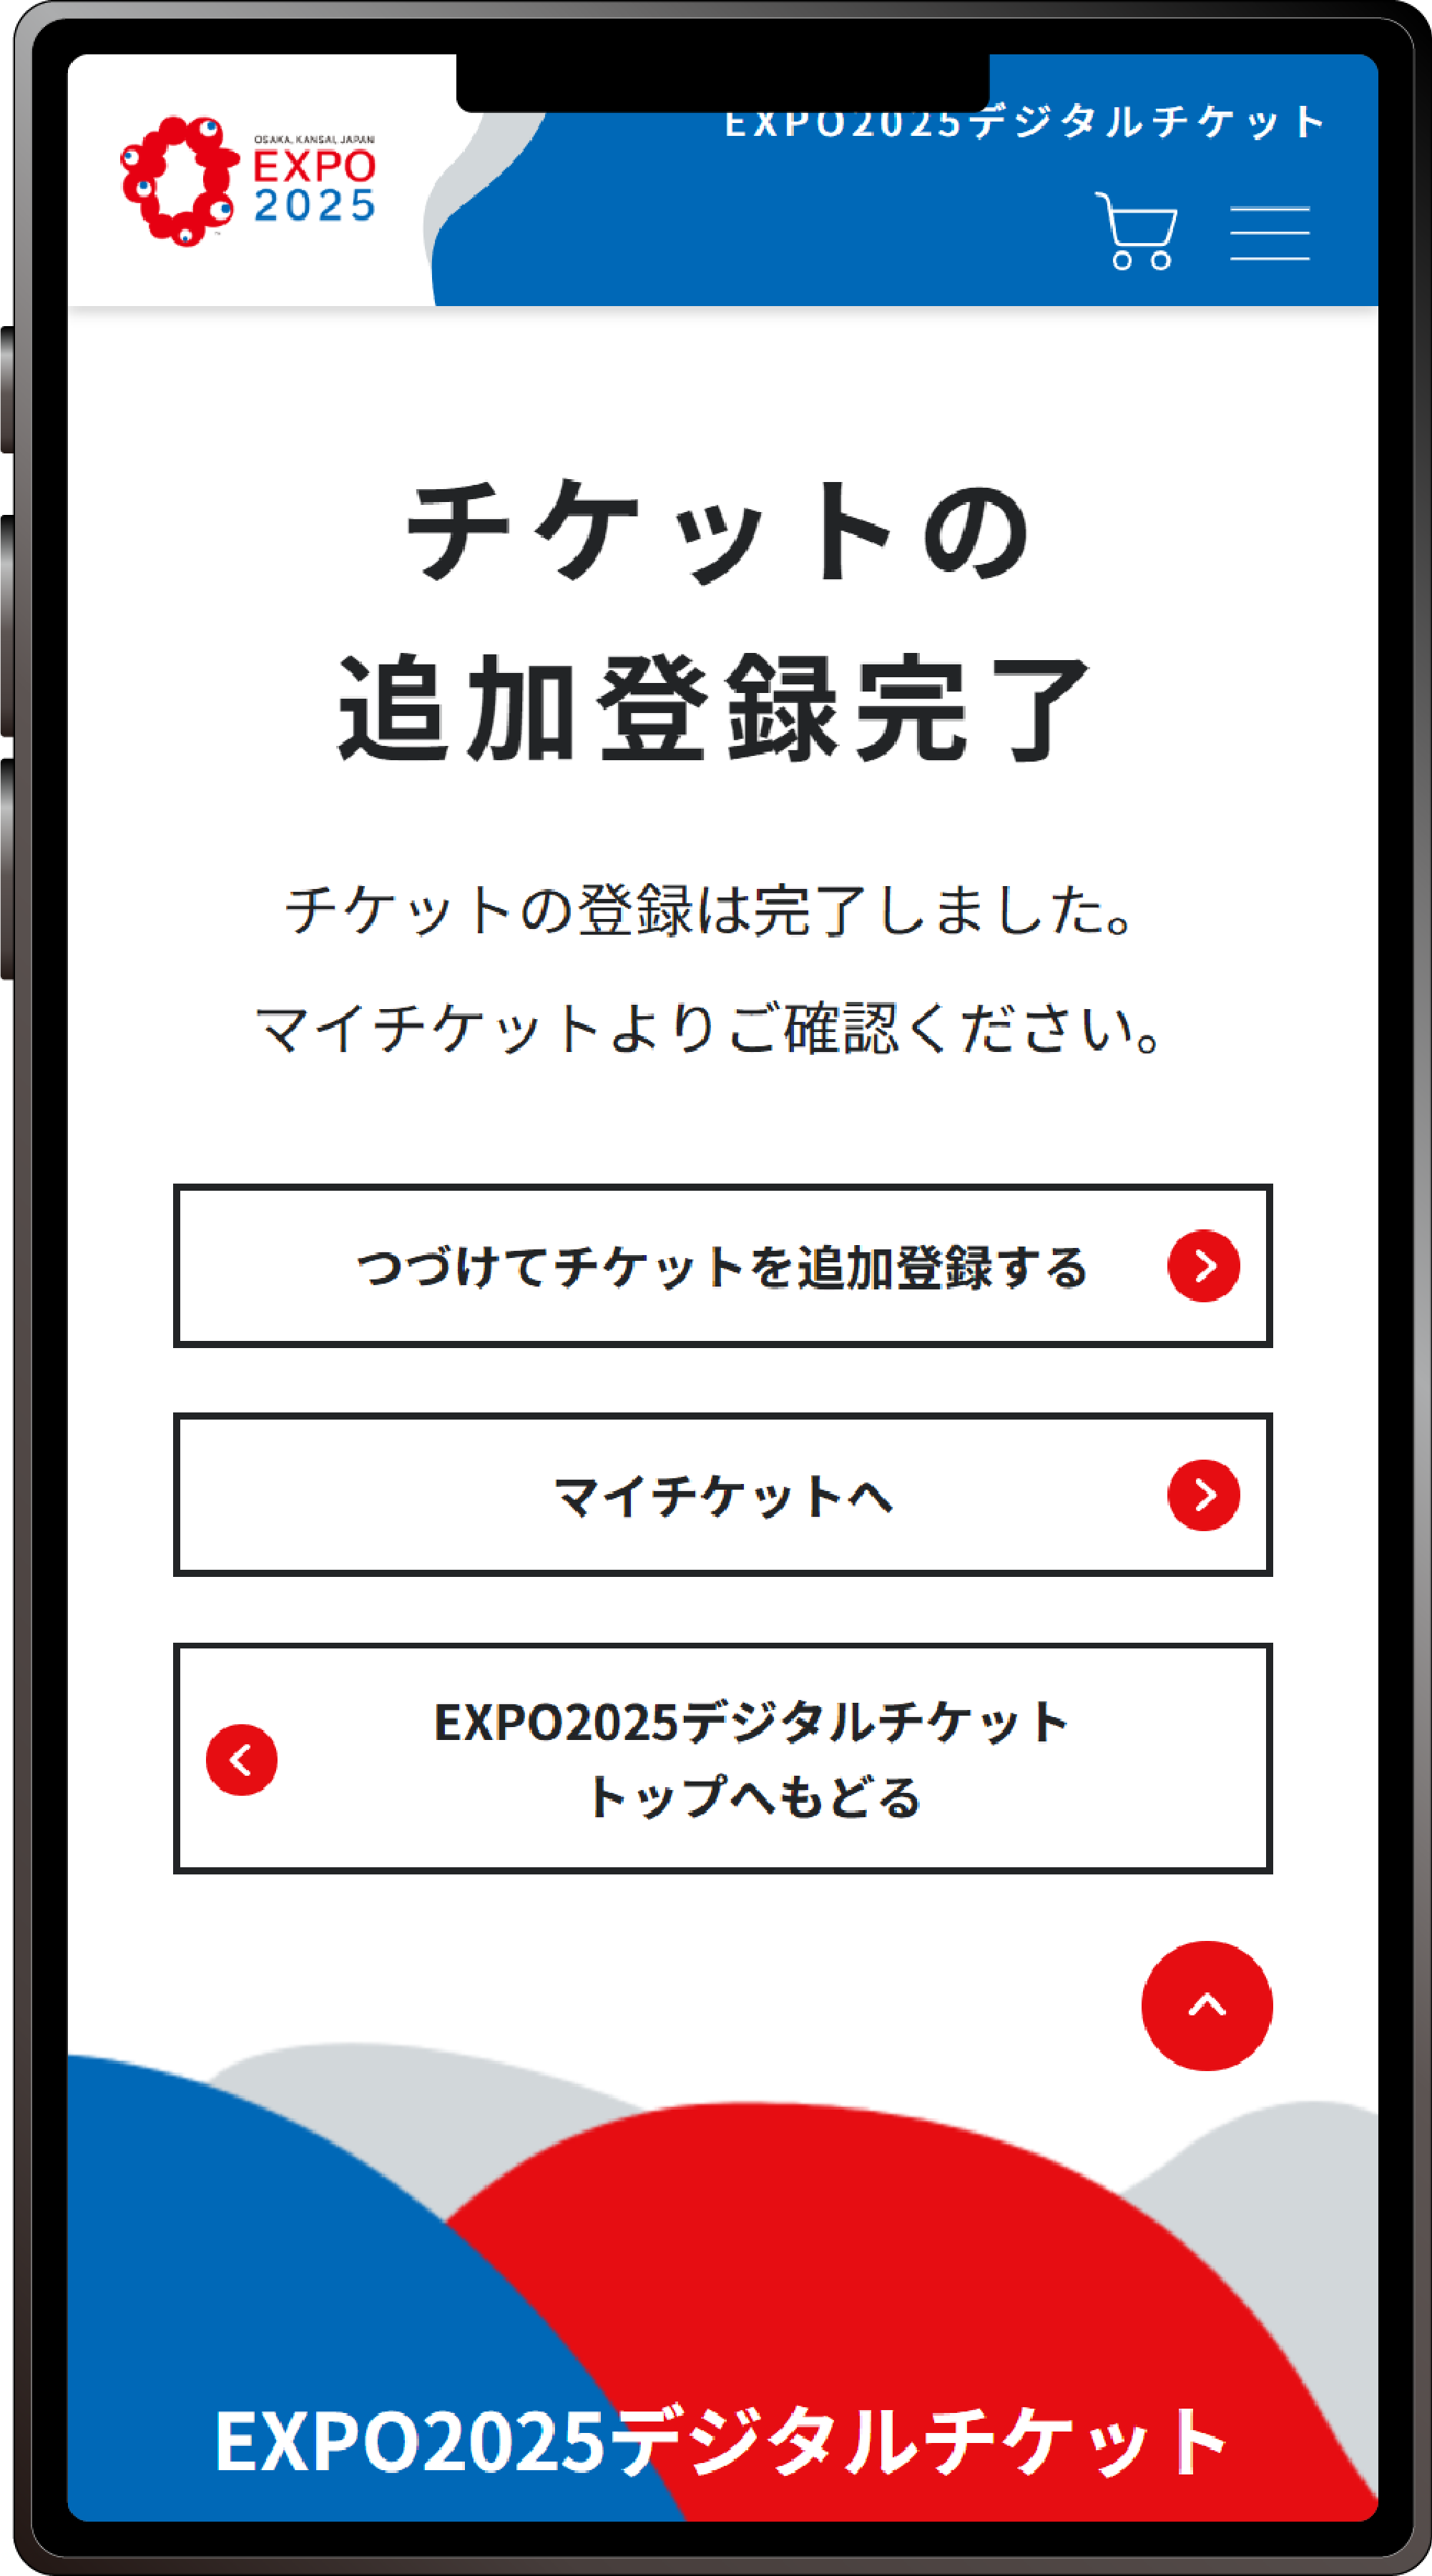 OSAKA, KANSAI, JAPAN
EXPO
2025
EXPO2025デジタルチケット
チケットの
追加登録完了
チケットの登録は完了しました。
マイチケットよりご確認ください。
つづけてチケットを追加登録する
マイチケットへ
EXPO2025デジタルチケット
トップへもどる
EXPO2025デジタルチケット